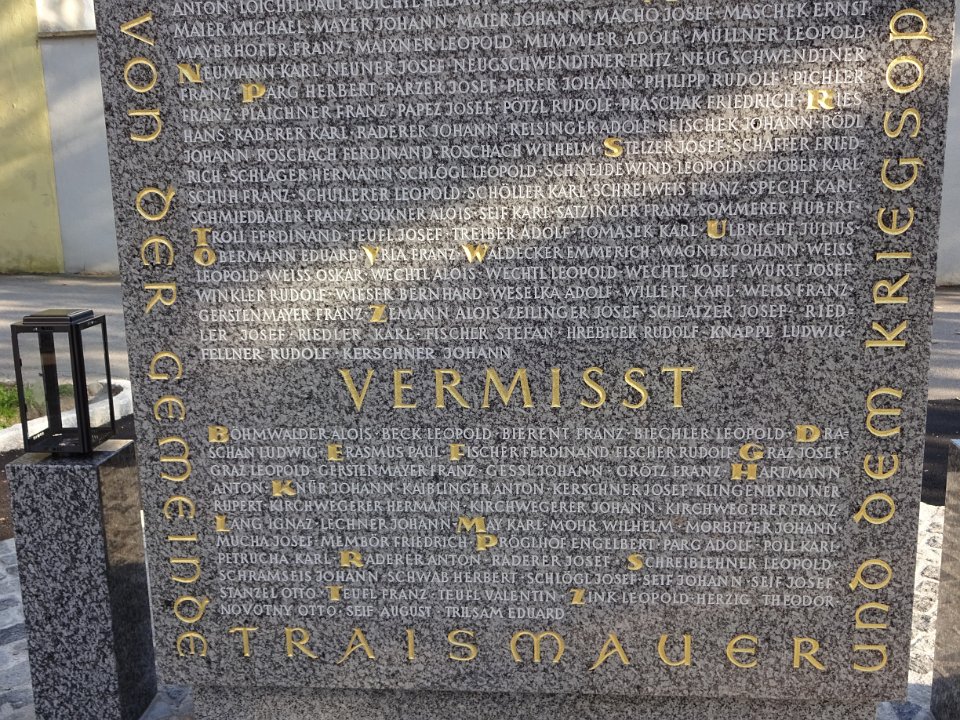 ANTON · LOICHTL PAUL · LOICHTL
MAIER MICHAEL · MAYER JOHANN · MAIER JOHANN · MACHO JOSEF · MASCHEK ERNST ·
MAYERHOFER FRANZ · MAIXNER LEOPOLD · MIMMLER ADOLF · MÜLLNER LEOPOLD ·
NEUMANN KARL · NEUNER JOSEF · NEUGSCHWENDTNER FRITZ · NEUGSCHWENDTNER
FRANZ · PARG HERBERT · PARZER JOSEF · PERER JOHANN · PHILIPP RUDOLF · PICHLER
FRANZ · PLAICHNER FRANZ · PAPEZ JOSEF · PÖTZL RUDOLF · PRASCHAK FRIEDRICH · RIES
HANS · RADERER KARL · RADERER JOHANN · REISINGER ADOLF · REISCHEK JOHANN · RÖDL
JOHANN · ROSCHACH FERDINAND · ROSCHACH WILHELM · STELZER JOSEF · SCHAFFER FRIED=
RICH · SCHLAGER HERMANN · SCHLÖGL LEOPOLD · SCHNEIDEWIND LEOPOLD · SCHOBER KARL ·
SCHUH FRANZ · SCHULLERER LEOPOLD · SCHÖLLER KARL · SCHREIWEIS FRANZ · SPECHT KARL
SCHMIEDBAUER FRANZ · SÖLKNER ALOIS · SEIF KARL · SATZINGER FRANZ · SOMMERER HUBERT ·
TROLL FERDINAND · TEUFL JOSEF · TREIBER ADOLF · TOMASEK KARL · ULBRICHT JULIUS ·
OBERMANN EDUARD · VRIA FRANZ · WALDECKER EMMERICH · WAGNER JOHANN · WEISS
LEOPOLD · WEISS OSKAR · WECHTL ALOIS · WECHTL LEOPOLD · WECHTL JOSEF · WURST JOSEF
WINKLER RUDOLF · WIESER BERNHARD · WESELKA ADOLF · WILLERT KARL · WEISS FRANZ ·
GERSTENMAYER FRANZ · ZEMANN ALOIS · ZEILINGER JOSEF · SCHLATZER JOSEF · RIED=
LER JOSEF · RIEDLER KARL · FISCHER STEFAN · HREBICEK RUDOLF · KNAPPL LUDWIG ·
FELLNER RUDOLF · KERSCHNER JOHANN
VERMISST
BÖHMWALDER ALOIS · BECK LEOPOLD · BIERENT FRANZ · BIECHLER LEOPOLD · DRA=
SCHAN LUDWIG · ERASMUS PAUL · FISCHER FERDINAND · FISCHER RUDOLF · GRAZ JOSEF
GRAZ LEOPOLD · GERSTENMAYER FRANZ · GESSL JOHANN · GRÖTZ FRANZ · HARTMANN
ANTON · KNÜR JOHANN · KAIBLINGER ANTON · KERSCHNER JOSEF · KLINGENBRUNNER
RUPERT · KIRCHWEGERER HERMANN · KIRCHWEGERER JOHANN · KIRCHWEGERER FRANZ ·
LANG IGNAZ · LECHNER JOHANN · MAY KARL · MOHR WILHELM · MORBITZER JOHANN
MUCHA JOSEF · MEMBÖR FRIEDRICH · PRÖGLHÖF ENGELBERT · PARG ADOLF · POLL KARL ·
PETRUCHA KARL · RADERER ANTON · RADERER JOSEF · SCHREIBLEHNER LEOPOLD ·
SCHRAMSEIS JOHANN · SCHWAB HERBERT · SCHLÖGL JOSEF · SEIF JOHANN · SEIF JOSEF
STANZEL OTTO · TEUFL FRANZ · TEUFL VALENTIN · ZINK LEOPOLD · HERZIG THEODOR ·
NOVOTNY OTTO · SEIF AUGUST · TRILSAM EDUARD
VON DER GEMEINDE
TRAISMAUER
UND DEM KRIEGSOP